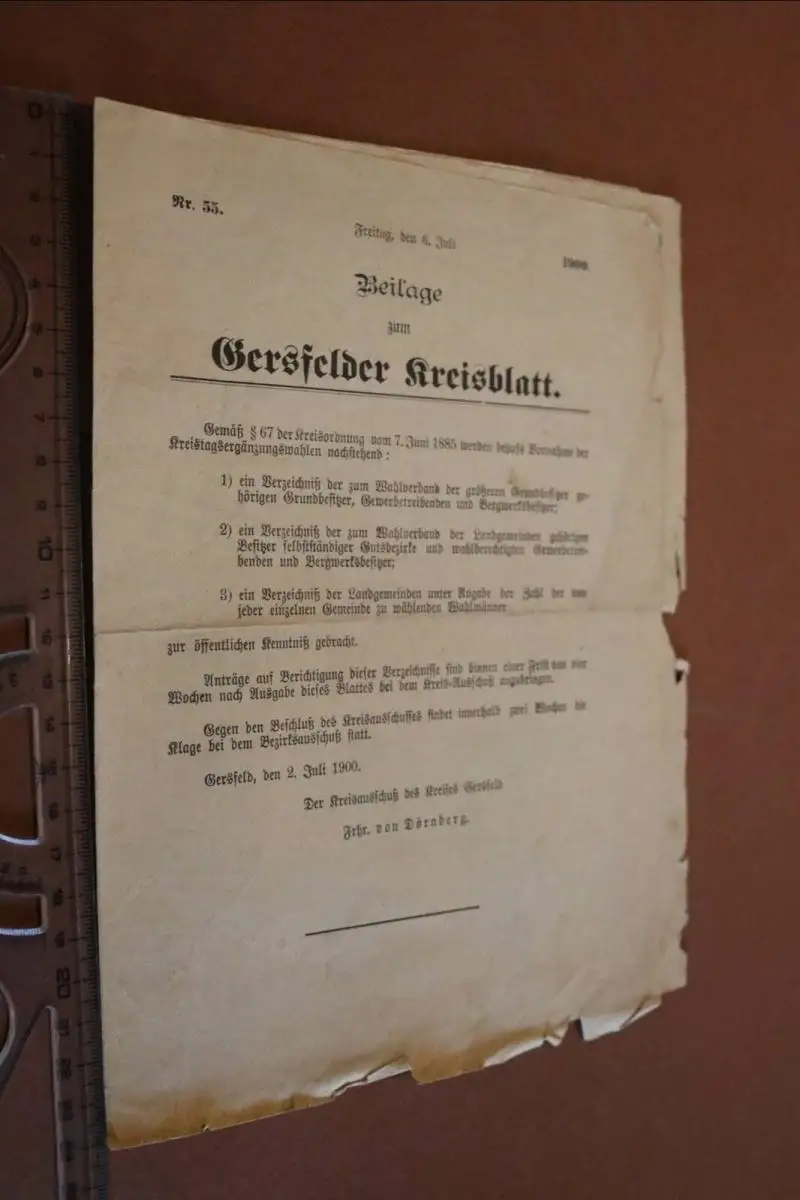 Nr. 55.
Freitag, den 6. Juli
1900
Beilage
zum
Gersfelder Kreisblatt.
Gemäß § 67 der Kreisordnung vom 7. Juni 1885 werden behufs Vornahme der
Kreistagsergänzungswahlen nachstehend:
1) ein Verzeichniß der zum Wahlverband der größeren Grundbesitzer ge-
hörigen Grundbesitzer, Gewerbetreibenden und Bergwerksbesitzer;
2) ein Verzeichniß der zum Wahlverband der Landgemeinden gehörigen
Besitzer selbstständiger Gutsbezirke und wahlberechtigten Gewerbetrei-
benden und Bergwerksbesitzer;
3) ein Verzeichniß der Landgemeinden unter Angabe der Zahl der von
jeder einzelnen Gemeinde zu wählenden Wahlmänner
zur öffentlichen Kenntniß gebracht.
Anträge auf Berichtigung dieser Verzeichnisse sind binnen einer Frist von vier
Wochen nach Ausgabe dieses Blattes bei dem Kreis-Ausschuß anzubringen.
Gegen den Beschluß des Kreisausschusses findet innerhalb zwei Wochen die
Klage bei dem Bezirksausschuß statt.
Gersfeld, den 2. Juli 1900.
Der Kreisausschuß des Kreises Gersfeld
Frhr. von Dörnberg.